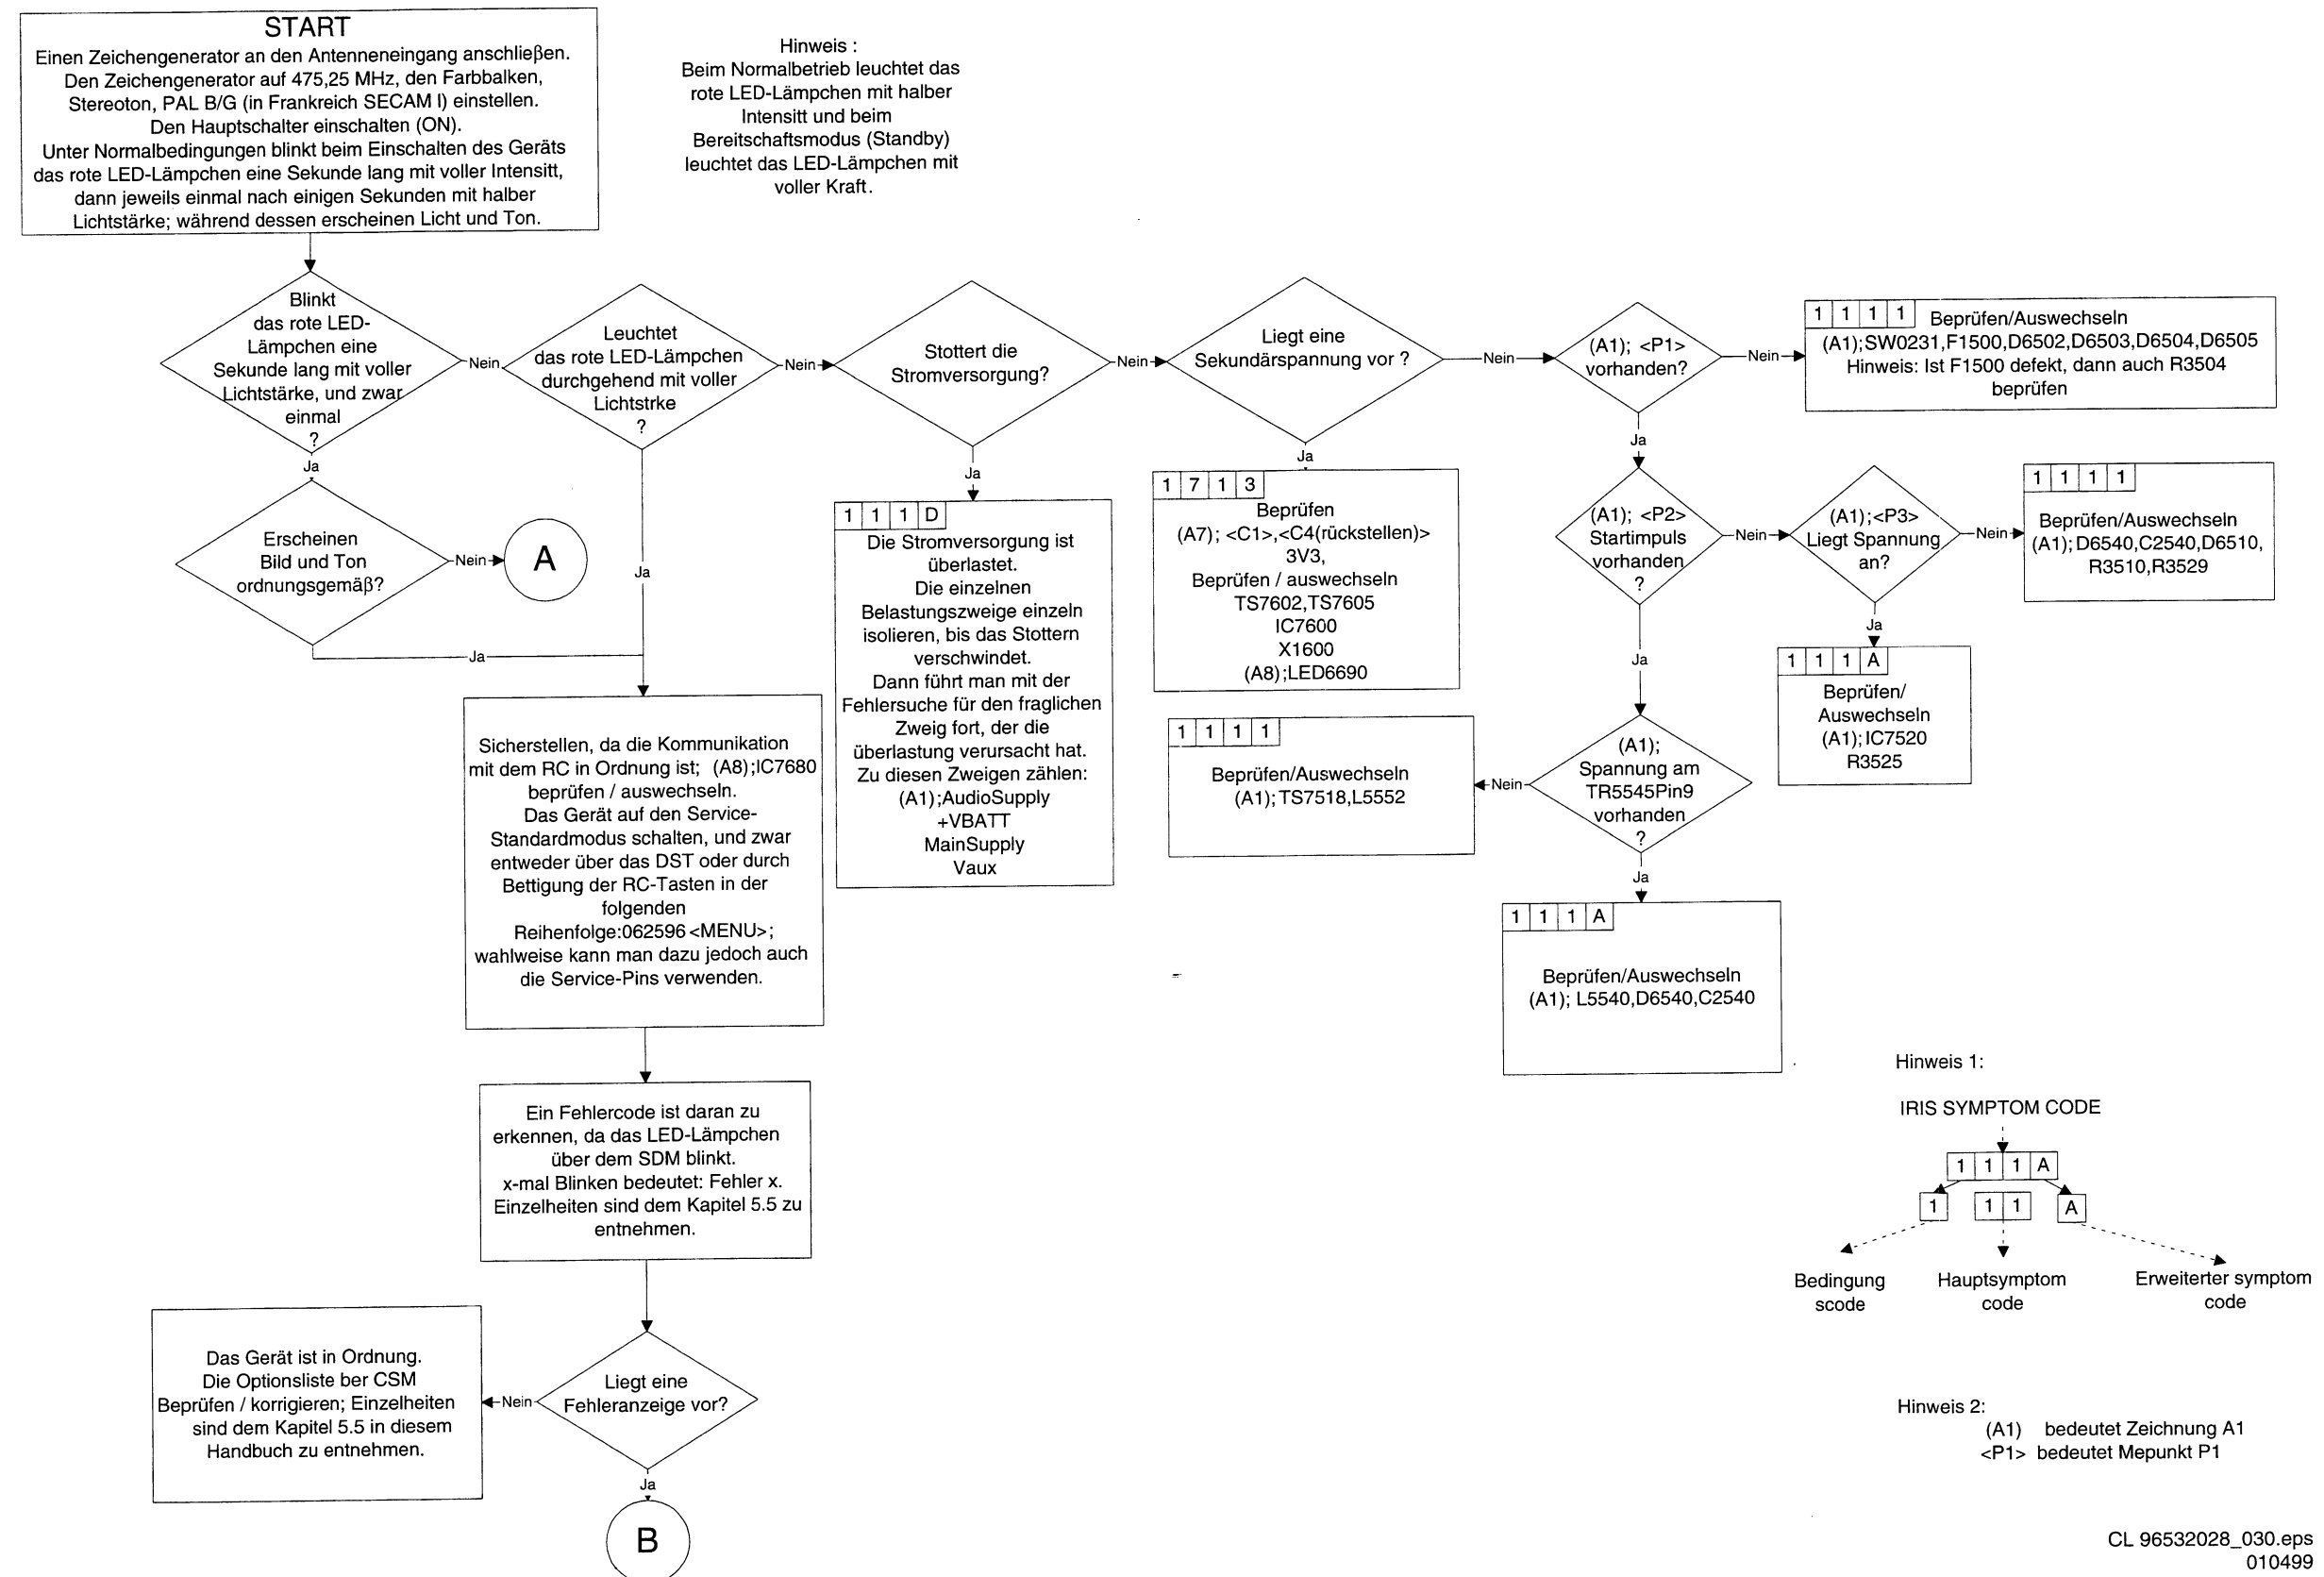 START
Einen Zeichengenerator an den Antenneneingang anschlieβen.
Den Zeichengenerator auf 475,25 MHz, den Farbbalken,
Stereoton, PAL B/G (in Frankreich SECAM I) einstellen.
Den Hauptschalter einschalten (ON).
Unter Normalbedingungen blinkt beim Einschalten des Geräts
das rote LED-Lämpchen eine Sekunde lang mit voller Intensitt,
dann jeweils einmal nach einigen Sekunden mit halber
Lichtstärke; während dessen erscheinen Licht und Ton.
Hinweis :
Beim Normalbetrieb leuchtet das
rote LED-Lämpchen mit halber
Intensitt und beim
Bereitschaftsmodus (Standby)
leuchtet das LED-Lämpchen mit
voller Kraft.
Blinkt
das rote LED-
Lämpchen eine
Sekunde lang mit voller
Lichtstärke, und zwar
einmal
?
Nein
Ja
Leuchtet
das rote LED-Lämpchen
durchgehend mit voller
Lichtstrke
?
Nein
Ja
Stottert die
Stromversorgung?
Nein
Ja
Liegt eine
Sekundärspannung vor ?
Nein
Ja
(A1); <P1>
vorhanden?
Nein
Ja
1 1 1 1
Beprüfen/Auswechseln
(A1);SW0231,F1500,D6502,D6503,D6504,D6505
Hinweis: Ist F1500 defekt, dann auch R3504
beprüfen
Erscheinen
Bild und Ton
ordnungsgemäβ?
Nein
A
Ja
1 1 1 D
Die Stromversorgung ist
überlastet.
Die einzelnen
Belastungszweige einzeln
isolieren, bis das Stottern
verschwindet.
Dann führt man mit der
Fehlersuche für den fraglichen
Zweig fort, der die
überlastung verursacht hat.
Zu diesen Zweigen zählen:
(A1);AudioSupply
+VBATT
MainSupply
Vaux
1 7 1 3
Beprüfen
(A7); <C1>,<C4(rückstellen)>
3V3,
Beprüfen / auswechseln
TS7602,TS7605
IC7600
X1600
(A8);LED6690
(A1); <P2>
Startimpuls
vorhanden
?
Nein
Ja
(A1);<P3>
Liegt Spannung
an?
Nein
Ja
1 1 1 1
Beprüfen/Auswechseln
(A1); D6540,C2540,D6510,
R3510,R3529
1 1 1 A
Beprüfen/
Auswechseln
(A1); IC7520
R3525
1 1 1 1
Beprüfen/Auswechseln
(A1); TS7518,L5552
Nein
(A1);
Spannung am
TR5545Pin9
vorhanden
?
Ja
1 1 1 A
Beprüfen/Auswechseln
(A1); L5540,D6540,C2540
Sicherstellen, da die Kommunikation
mit dem RC in Ordnung ist; (A8);IC7680
beprüfen / auswechseln.
Das Gerät auf den Service-
Standardmodus schalten, und zwar
entweder über das DST oder durch
Bettigung der RC-Tasten in der
folgenden
Reihenfolge:062596 <MENU>;
wahlweise kann man dazu jedoch auch
die Service-Pins verwenden.
Ein Fehlercode ist daran zu
erkennen, da das LED-Lämpchen
über dem SDM blinkt.
x-mal Blinken bedeutet: Fehler x.
Einzelheiten sind dem Kapitel 5.5 zu
entnehmen.
Liegt eine
Fehleranzeige vor?
Nein
Das Gerät ist in Ordnung.
Die Optionsliste ber CSM
Beprüfen / korrigieren; Einzelheiten
sind dem Kapitel 5.5 in diesem
Handbuch zu entnehmen.
Ja
B
Hinweis 1:
IRIS SYMPTOM CODE
1 1 1 A
1 1 1 A
Bedingung
scode
Hauptsymptom
code
Erweiterter symptom
code
Hinweis 2:
(A1) bedeutet Zeichnung A1
<P1> bedeutet Mepunkt P1
CL 96532028_030.eps
010499